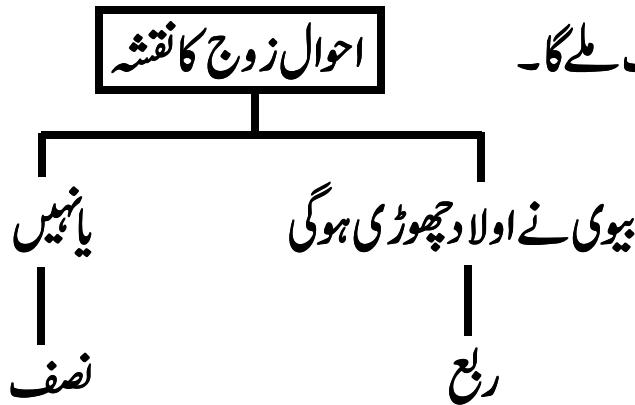 ملے گا۔
احوال زوج کا نقشہ
بیوی نے اولاد چھوڑی ہوگی
یا نہیں
ربع
نصف